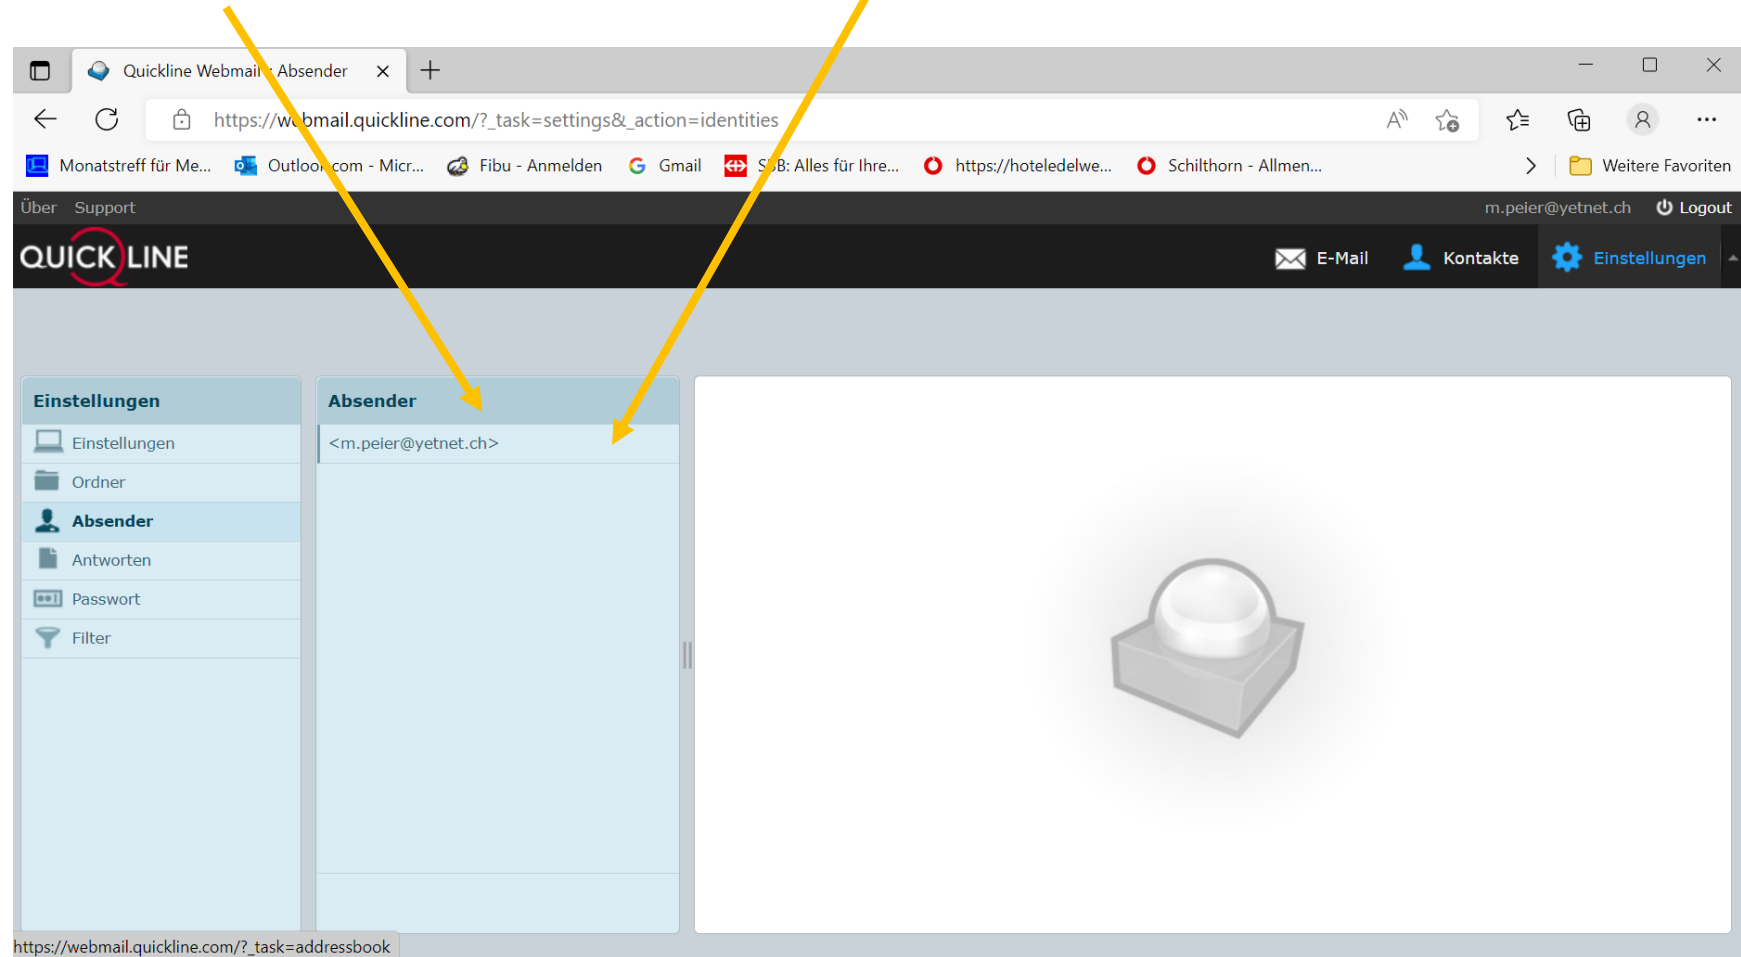 Quickline Webmail : Absender
https://webmail.quickline.com/?_task=settings&_action=identities
Monatstreff für Me... Outlook.com - Micr... Fibu - Anmelden Gmail SBB: Alles für Ihre... https://hoteledelwe... Schilthorn - Allmen... Weitere Favoriten
Über Support m.peier@yetnet.ch Logout
QUICKLINE E-Mail Kontakte Einstellungen
Einstellungen
Einstellungen
Ordner
Absender
Antworten
Passwort
Filter
Absender
<m.peier@yetnet.ch>
https://webmail.quickline.com/?_task=addressbook